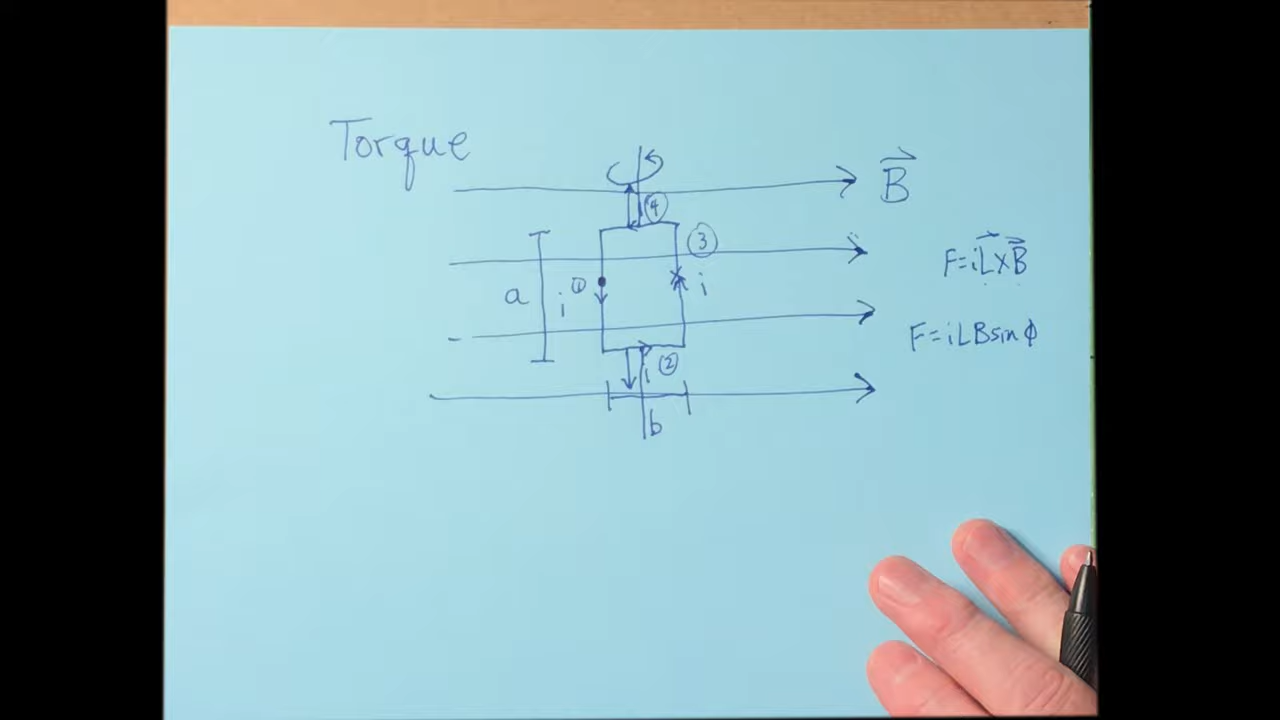 Torque
B
④
③
F=iL×B
a
i
①
i
F=iLBsinϕ
i
②
b